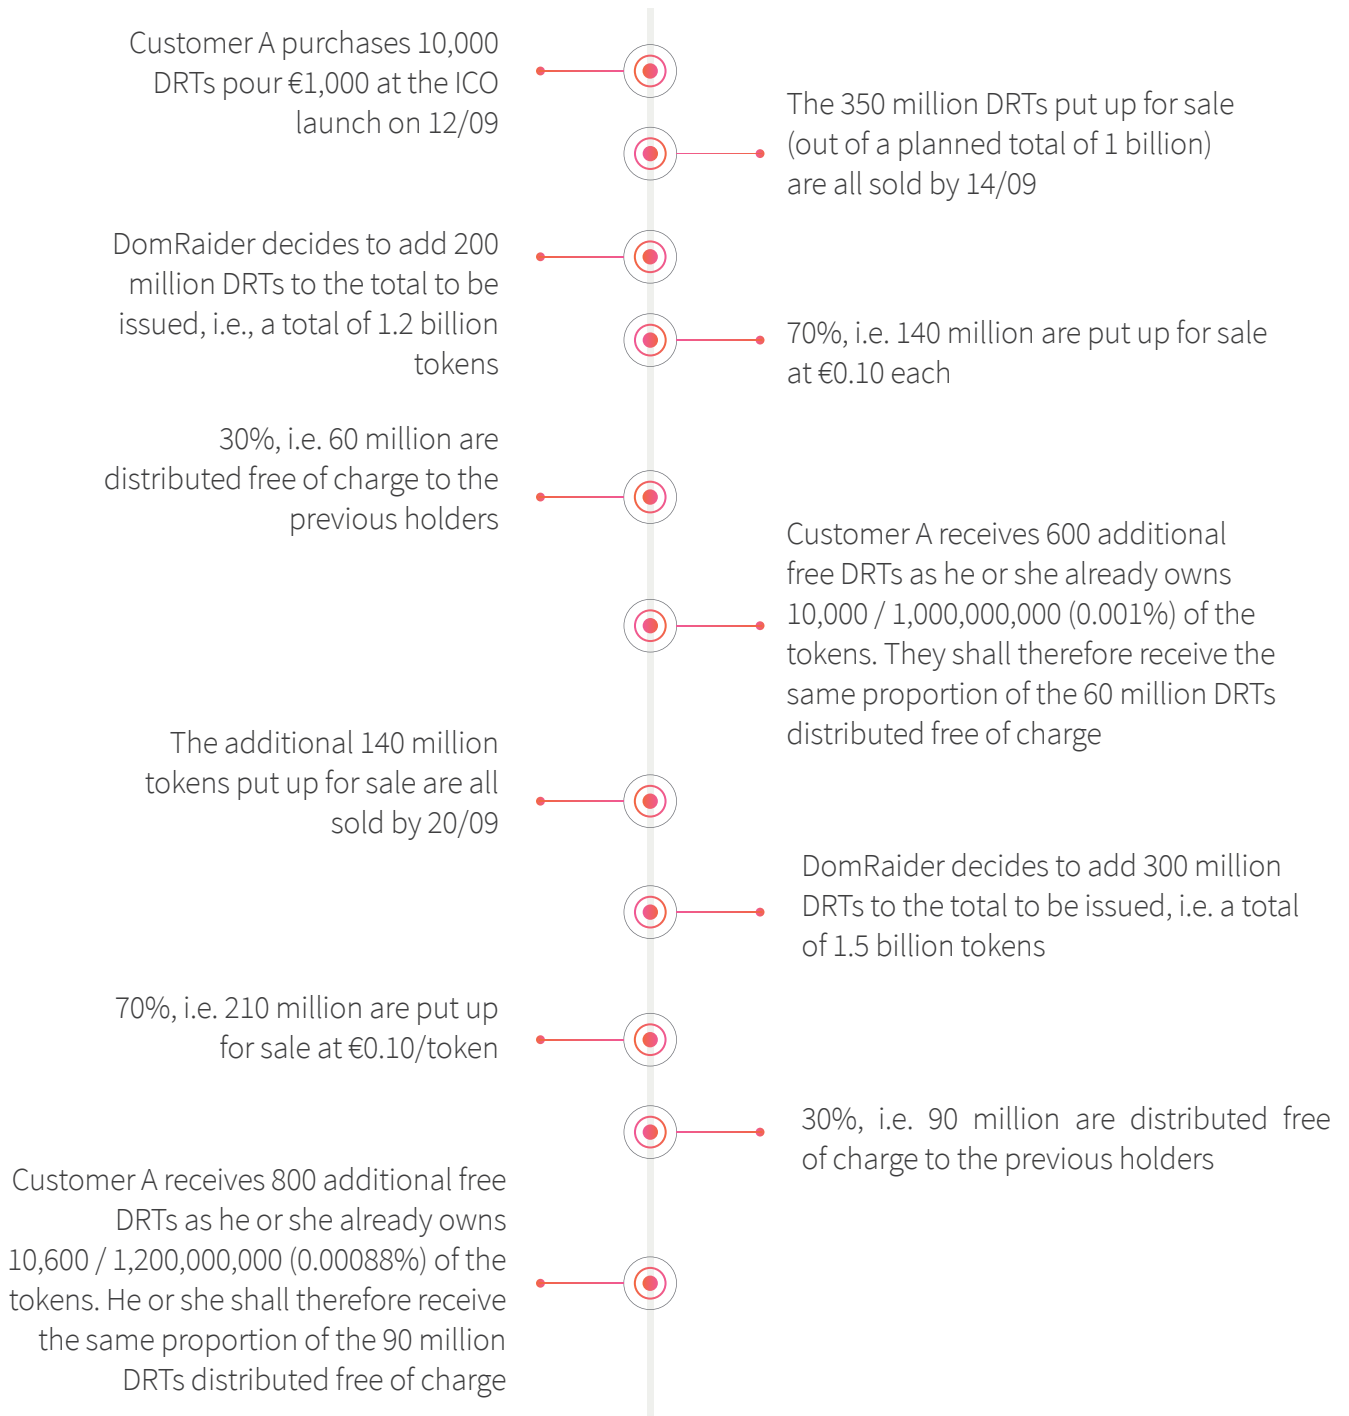 Customer A purchases 10,000
DRTs pour €1,000 at the ICO
launch on 12/09
The 350 million DRTs put up for sale
(out of a planned total of 1 billion)
are all sold by 14/09
DomRaider decides to add 200
million DRTs to the total to be
issued, i.e., a total of 1.2 billion
tokens
70%, i.e. 140 million are put up for sale
at €0.10 each
30%, i.e. 60 million are
distributed free of charge to the
previous holders
Customer A receives 600 additional
free DRTs as he or she already owns
10,000 / 1,000,000,000 (0.001%) of the
tokens. They shall therefore receive the
same proportion of the 60 million DRTs
distributed free of charge
The additional 140 million
tokens put up for sale are all
sold by 20/09
DomRaider decides to add 300 million
DRTs to the total to be issued, i.e. a total
of 1.5 billion tokens
70%, i.e. 210 million are put up
for sale at €0.10/token
30%, i.e. 90 million are distributed free
of charge to the previous holders
Customer A receives 800 additional free
DRTs as he or she already owns
10,600 / 1,200,000,000 (0.00088%) of the
tokens. He or she shall therefore receive
the same proportion of the 90 million
DRTs distributed free of charge